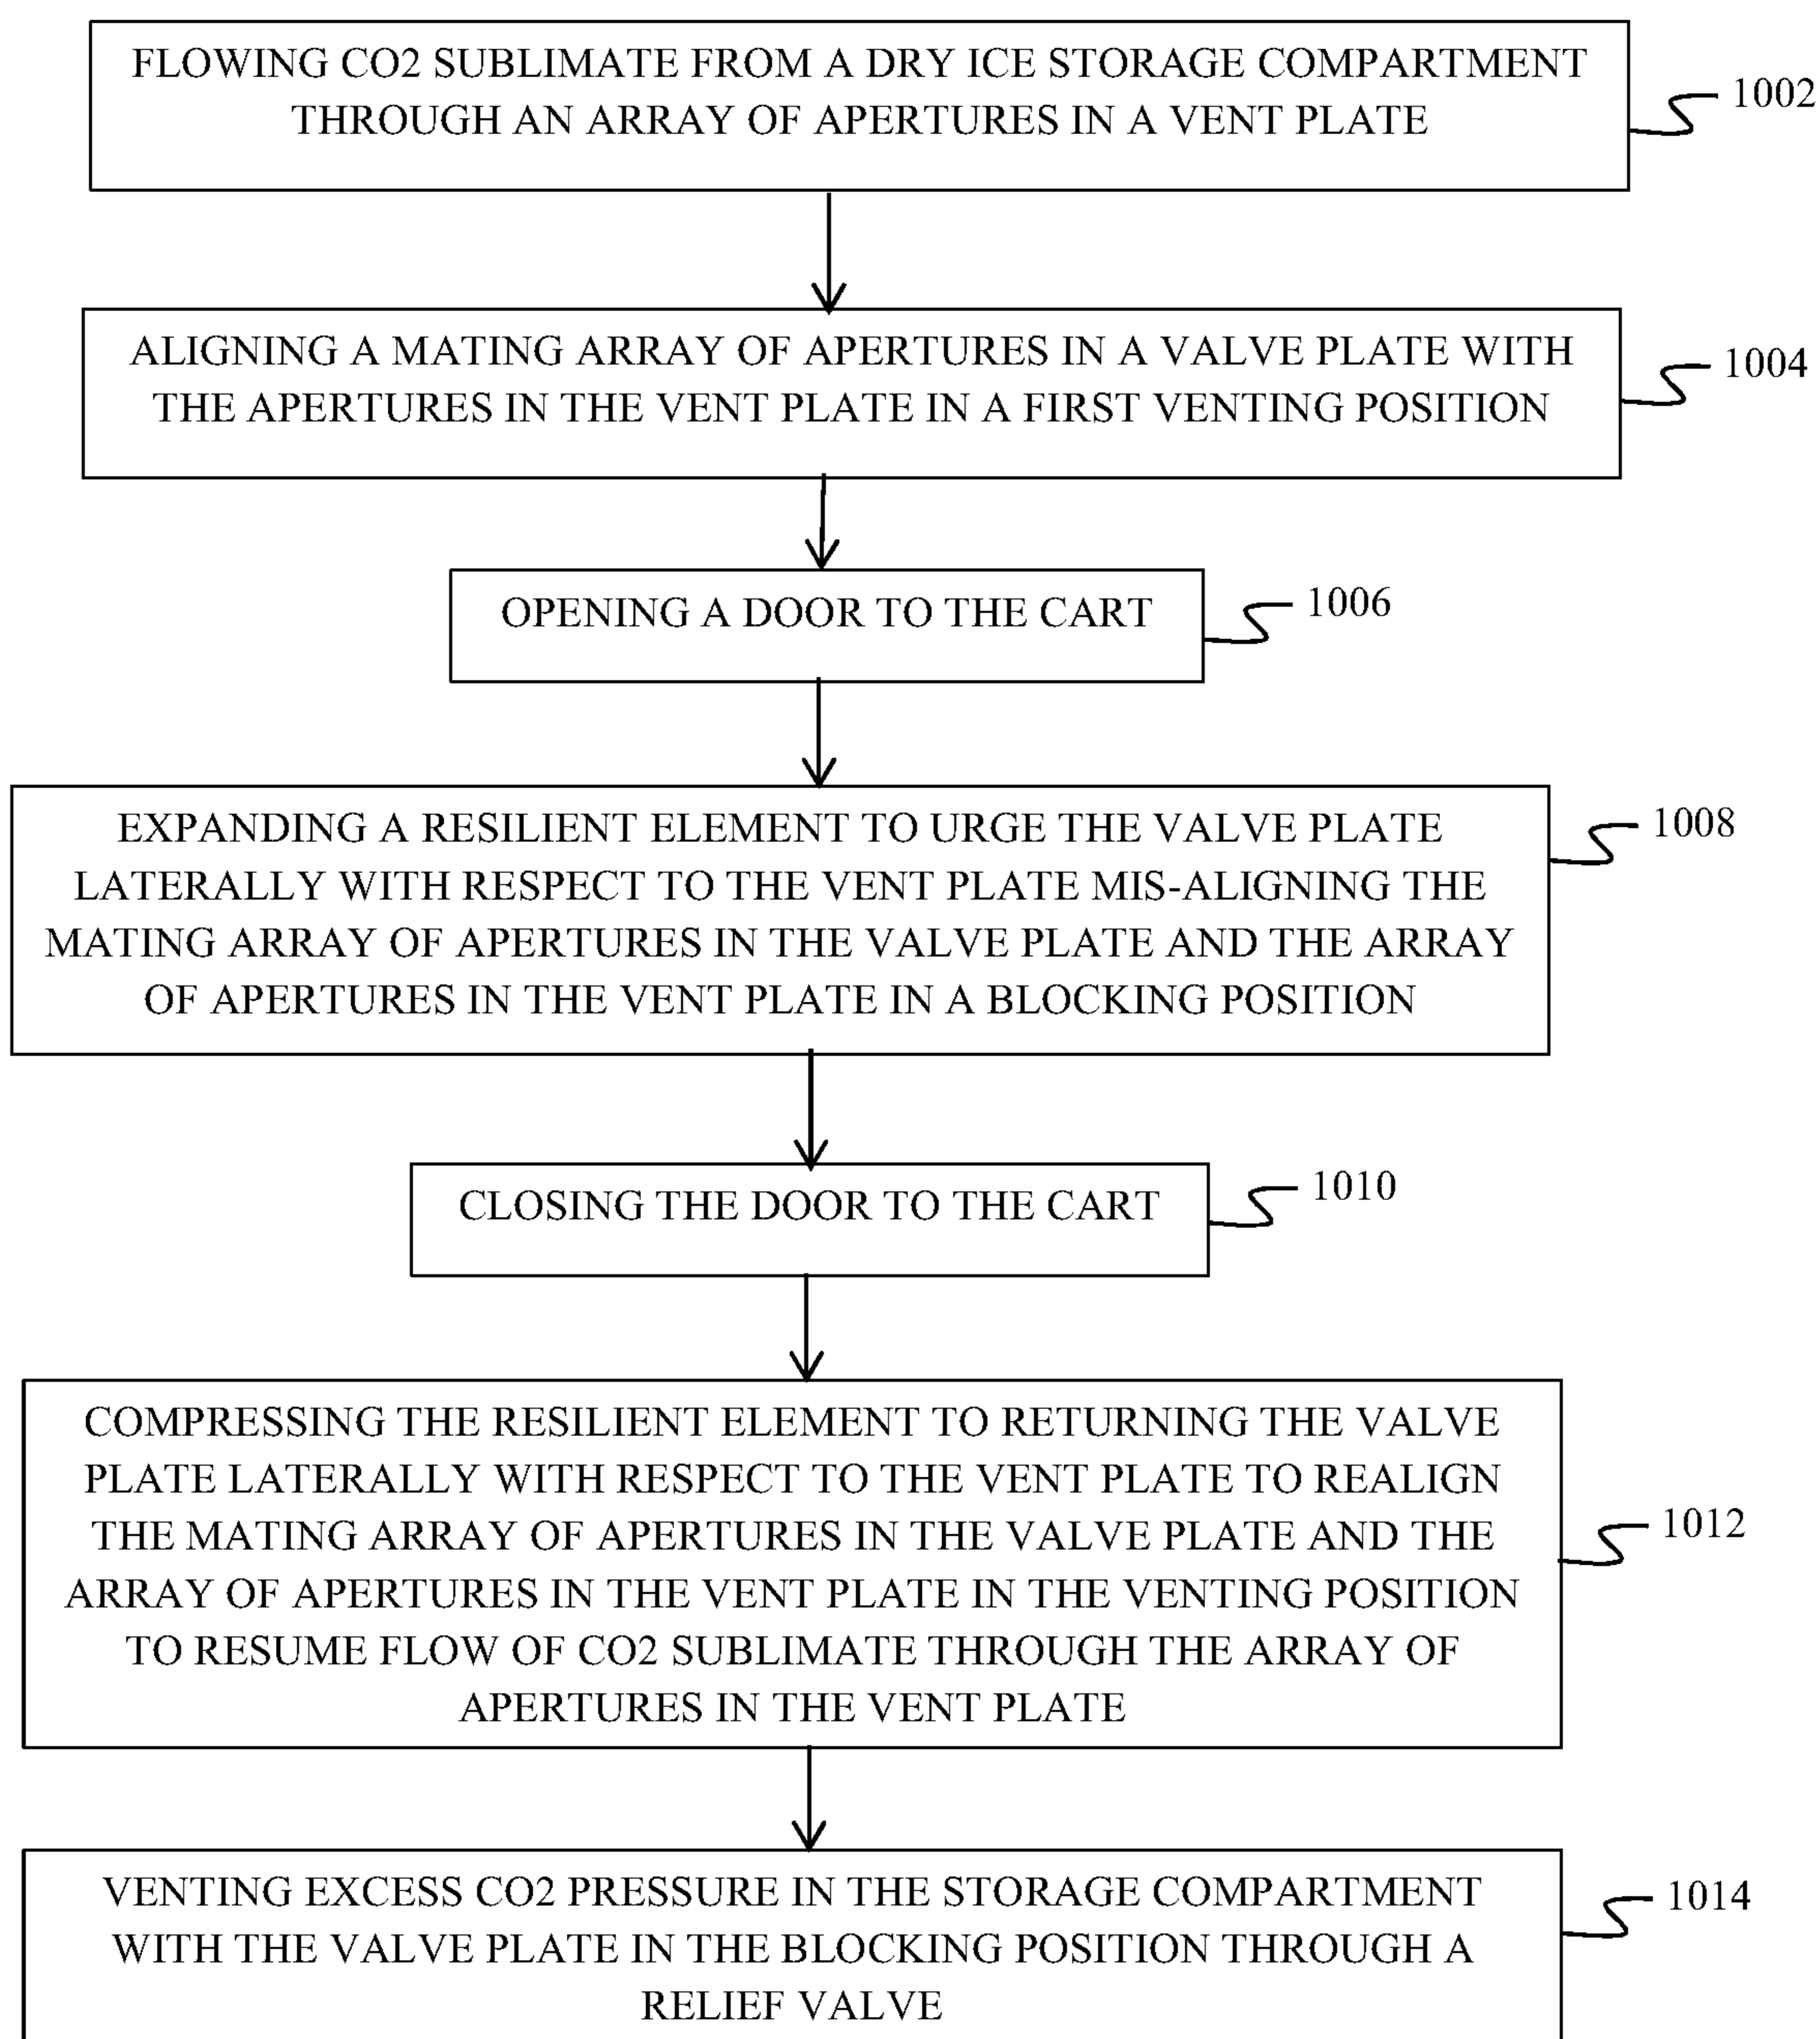 FLOWING CO2 SUBLIMATE FROM A DRY ICE STORAGE COMPARTMENT
THROUGH AN ARRAY OF APERTURES IN A VENT PLATE
1002
ALIGNING A MATING ARRAY OF APERTURES IN A VALVE PLATE WITH
THE APERTURES IN THE VENT PLATE IN A FIRST VENTING POSITION
1004
OPENING A DOOR TO THE CART
1006
EXPANDING A RESILIENT ELEMENT TO URGE THE VALVE PLATE
LATERALLY WITH RESPECT TO THE VENT PLATE MIS-ALIGNING THE
MATING ARRAY OF APERTURES IN THE VALVE PLATE AND THE ARRAY
OF APERTURES IN THE VENT PLATE IN A BLOCKING POSITION
1008
CLOSING THE DOOR TO THE CART
1010
COMPRESSING THE RESILIENT ELEMENT TO RETURNING THE VALVE
PLATE LATERALLY WITH RESPECT TO THE VENT PLATE TO REALIGN
THE MATING ARRAY OF APERTURES IN THE VALVE PLATE AND THE
ARRAY OF APERTURES IN THE VENT PLATE IN THE VENTING POSITION
TO RESUME FLOW OF CO2 SUBLIMATE THROUGH THE ARRAY OF
APERTURES IN THE VENT PLATE
1012
VENTING EXCESS CO2 PRESSURE IN THE STORAGE COMPARTMENT
WITH THE VALVE PLATE IN THE BLOCKING POSITION THROUGH A
RELIEF VALVE
1014